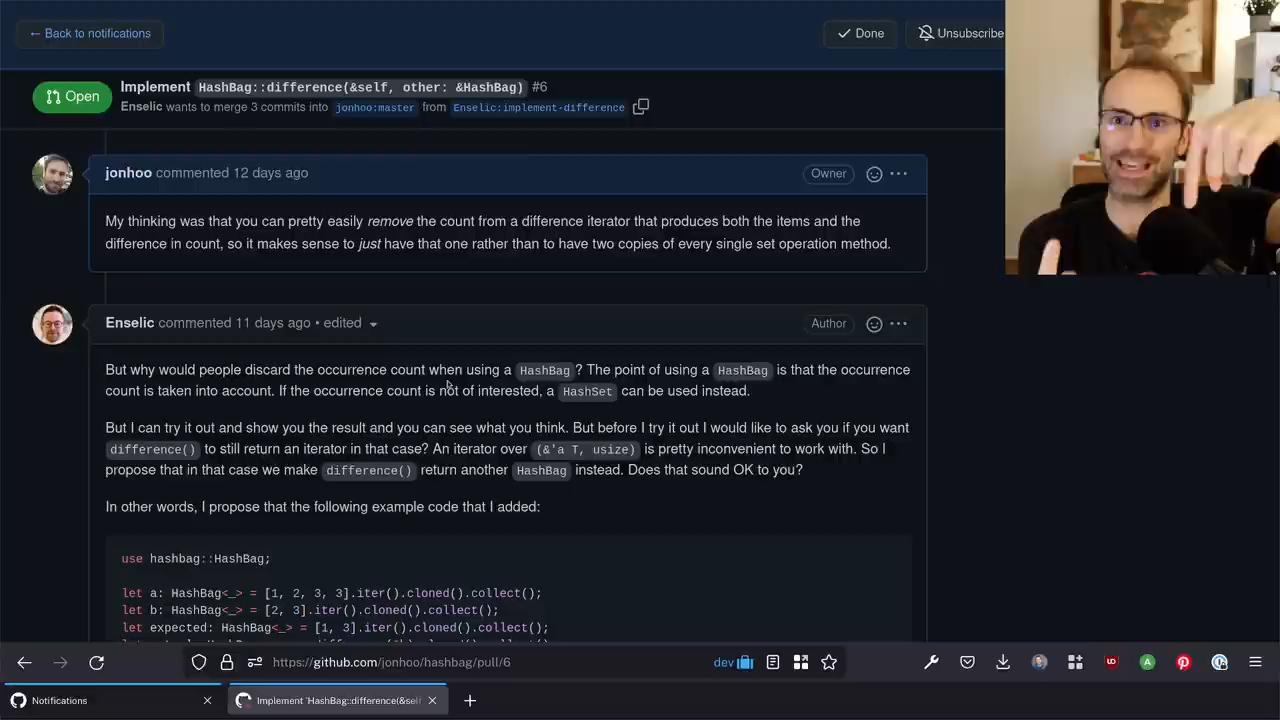 ← Back to notifications
Done
Unsubscribe
Open
Implement HashBag::difference(&self, other: &HashBag) #6
Enselic wants to merge 3 commits into jonhoo:master from Enselic:implement-difference
jonhoo commented 12 days ago
Owner
My thinking was that you can pretty easily remove the count from a difference iterator that produces both the items and the
difference in count, so it makes sense to just have that one rather than to have two copies of every single set operation method.
Enselic commented 11 days ago • edited
Author
But why would people discard the occurrence count when using a HashBag? The point of using a HashBag is that the occurrence
count is taken into account. If the occurrence count is not of interested, a HashSet can be used instead.
But I can try it out and show you the result and you can see what you think. But before I try it out I would like to ask you if you want
difference() to still return an iterator in that case? An iterator over (&'a T, usize) is pretty inconvenient to work with. So I
propose that in that case we make difference() return another HashBag instead. Does that sound OK to you?
In other words, I propose that the following example code that I added:
use hashbag::HashBag;
let a: HashBag<_> = [1, 2, 3, 3].iter().cloned().collect();
let b: HashBag<_> = [2, 3].iter().cloned().collect();
let expected: HashBag<_> = [1, 3].iter().cloned().collect();
https://github.com/jonhoo/hashbag/pull/6
dev
Notifications
Implement `HashBag::difference(&self